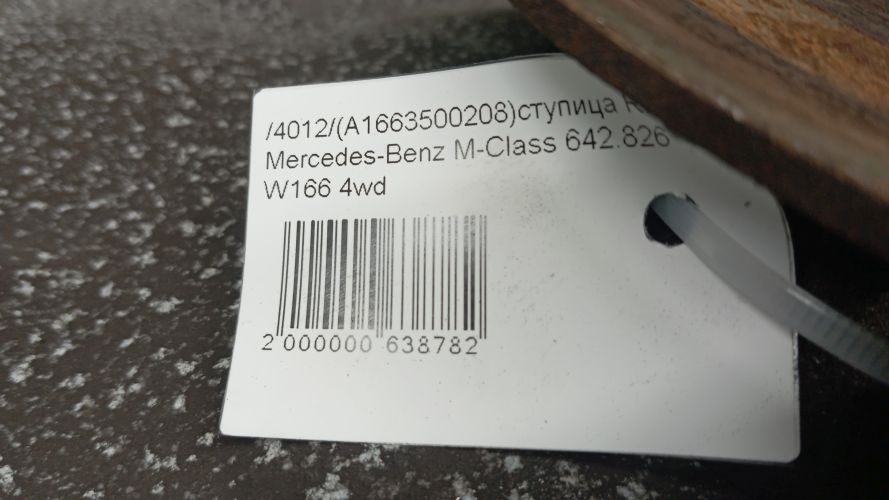 /4012/(A1663500208)ступица
Mercedes-Benz M-Class 642.826
W166 4wd
2 000000 638782